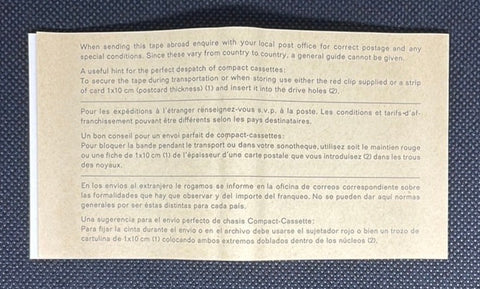 When sending this tape abroad enquire with your local post office for correct postage and any
special conditions. Since these vary from country to country, a general guide cannot be given.
A useful hint for the perfect despatch of compact cassettes:
To secure the tape during transportation or when storing use either the red clip supplied or a strip
of card 1x10 cm (postcard thickness) (1) and insert it into the drive holes (2).
Pour les expéditions à l'étranger renseignez-vous s.v.p. à la poste. Les conditions et tarifs d'af-
franchissement pouvant être différents selon les pays destinataires.
Un bon conseil pour un envoi parfait de compact-cassettes:
Pour bloquer la bande pendant le transport ou dans votre sonotheque, utilisez soit le maintien rouge
ou une fiche de 1x10 cm (1) de l'épaisseur d'une carte postale que vous introduisez (2) dans les trous
des noyaux.
En los envios al extranjero le rogamos se informe en la oficina de correos correspondiente sobre
las formalidades que hay que observar y del importe del franqueo. No se pueden dar aquí normas
generales por ser éstas distintas para cada país.
Una sugerencia para el envio perfecto de chasis Compact-Cassette:
Para fijar la cinta durante el envio o en el archivo debe usarse el sujetador rojo o bien un trozo de
cartulina de 1x10 cm (1) colocando ambos extremos doblados dentro de los núcleos (2).